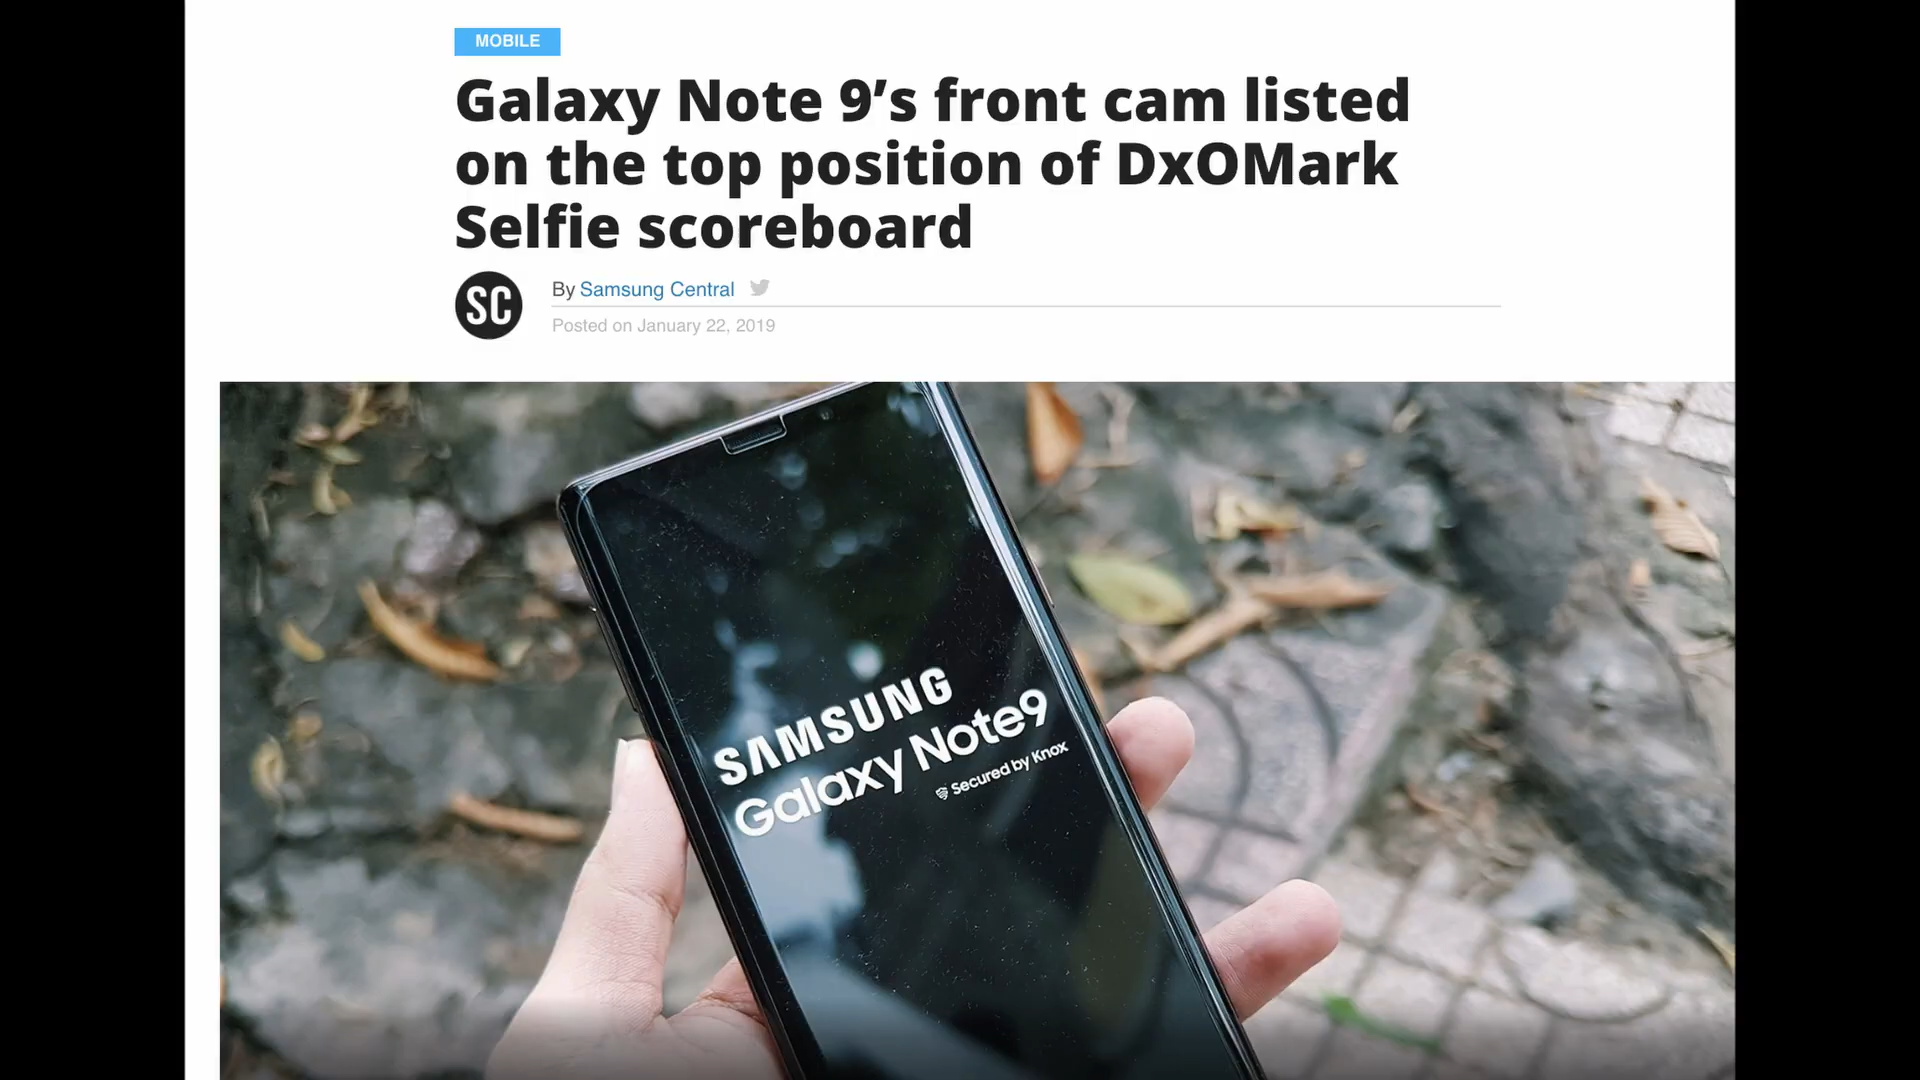 MOBILE
Galaxy Note 9’s front cam listed
on the top position of DxOMark
Selfie scoreboard
SC
By Samsung Central
Posted on January 22, 2019
SAMSUNG
Galaxy Note9
Secured by Knox